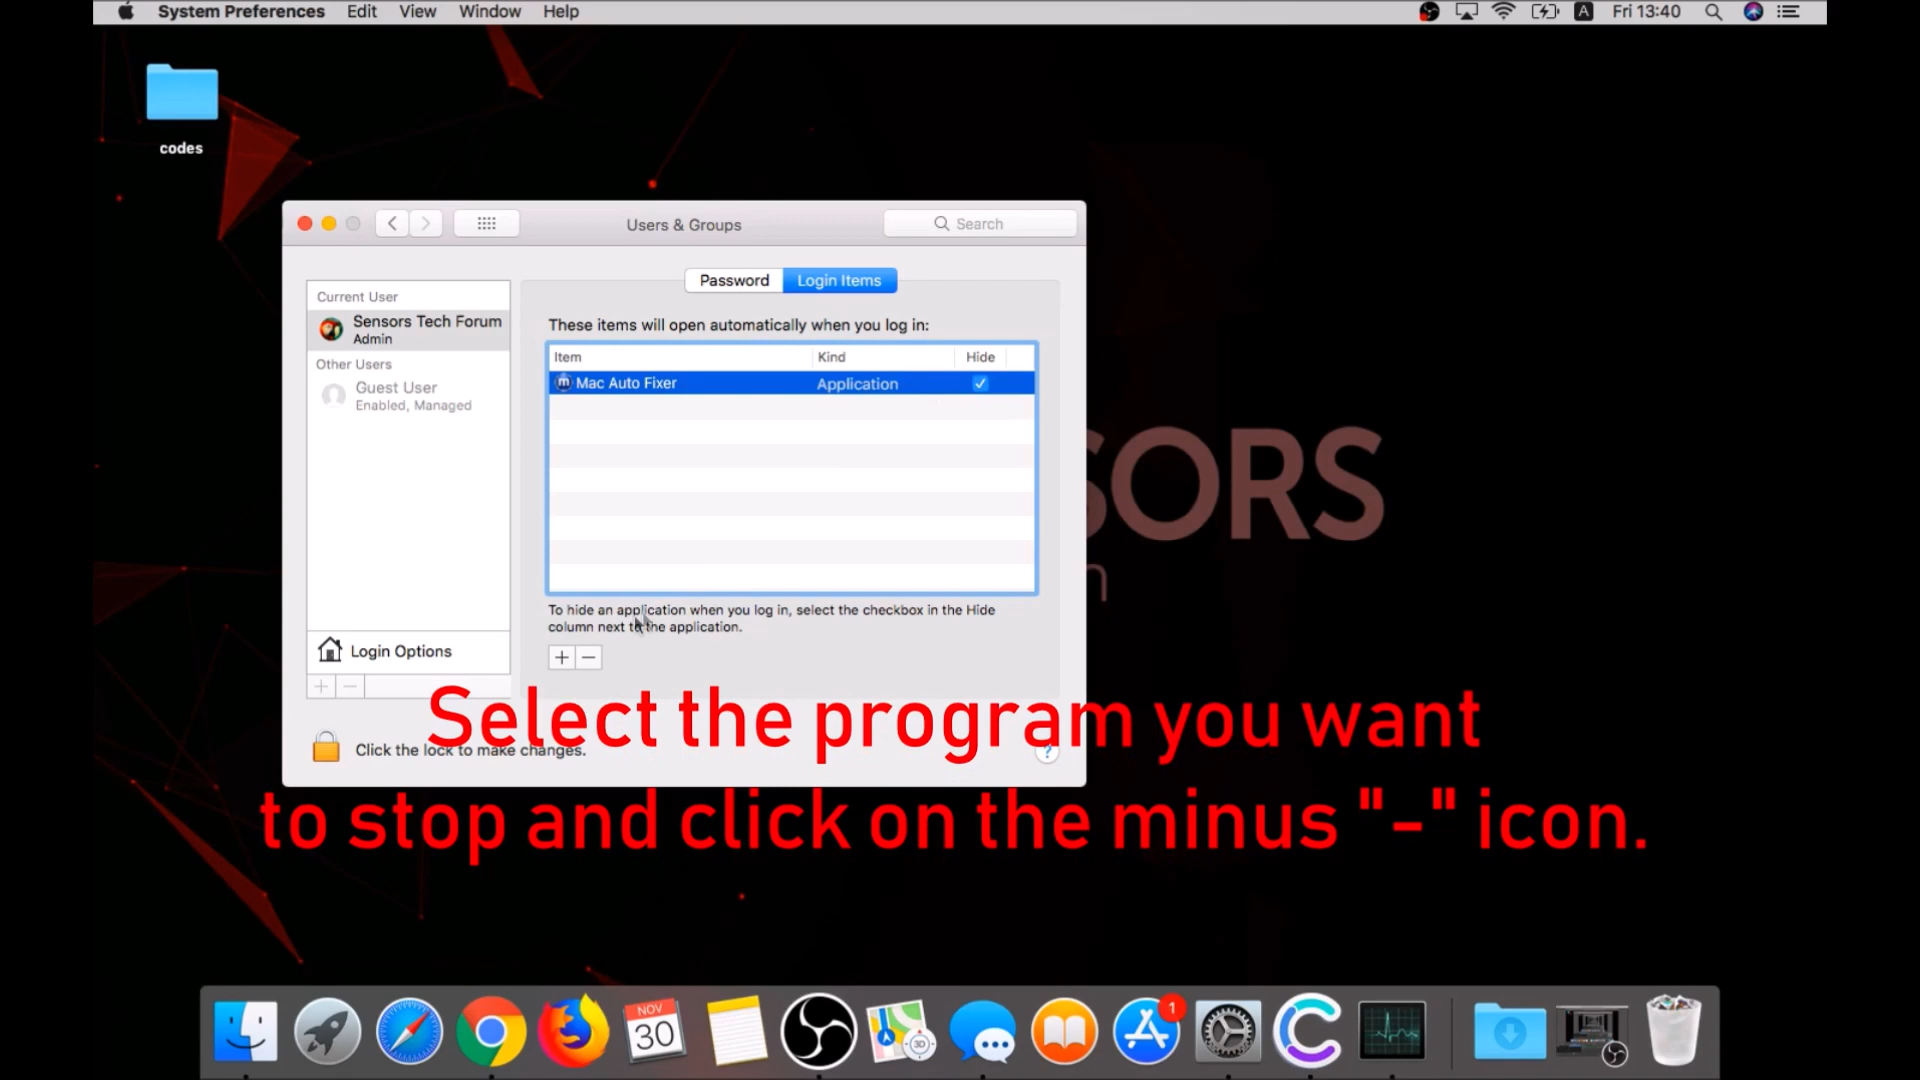 System Preferences Edit View Window Help
A Fri 13:40
codes
Users & Groups
Search
Password Login Items
Current User
Sensors Tech Forum
Admin
Other Users
Guest User
Enabled, Managed
Login Options
These items will open automatically when you log in:
Item Kind Hide
m Mac Auto Fixer Application
To hide an application when you log in, select the checkbox in the Hide
column next to the application.
+ −
+ −
Click the lock to make changes.
?
SORS
Select the program you want
to stop and click on the minus "-" icon.
NOV
30
3D
1